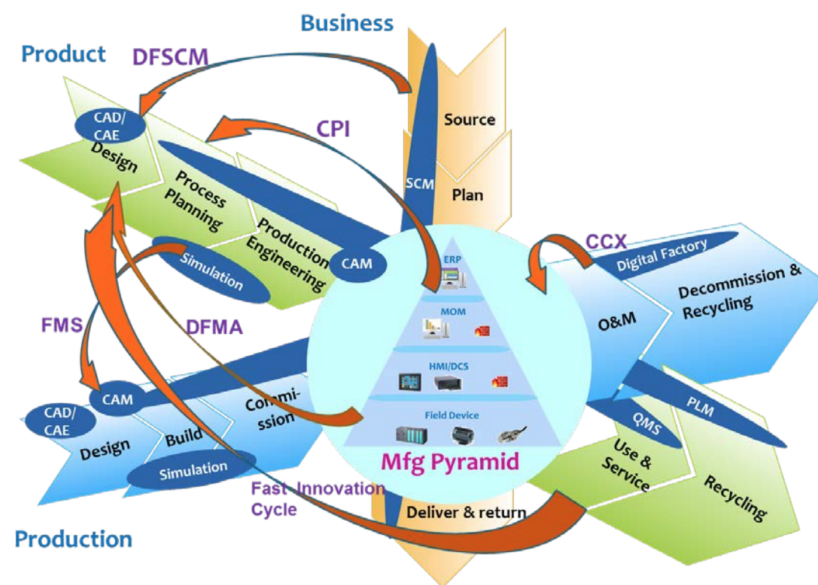 Business
Product
DFSCM
CAD/
CAE
Design
CPI
Source
Process
Planning
SCM
Plan
Production
Engineering
CAM
Simulation
ERP
CCX
Digital Factory
Decommission &
Recycling
O&M
MOM
FMS
DFMA
HMI/DCS
CAM
CAD/
CAE
Design
Build
Commi-
ssion
Simulation
Field Device
Mfg Pyramid
PLM
QMS
Use &
Service
Recycling
Fast Innovation
Cycle
Deliver & return
Production